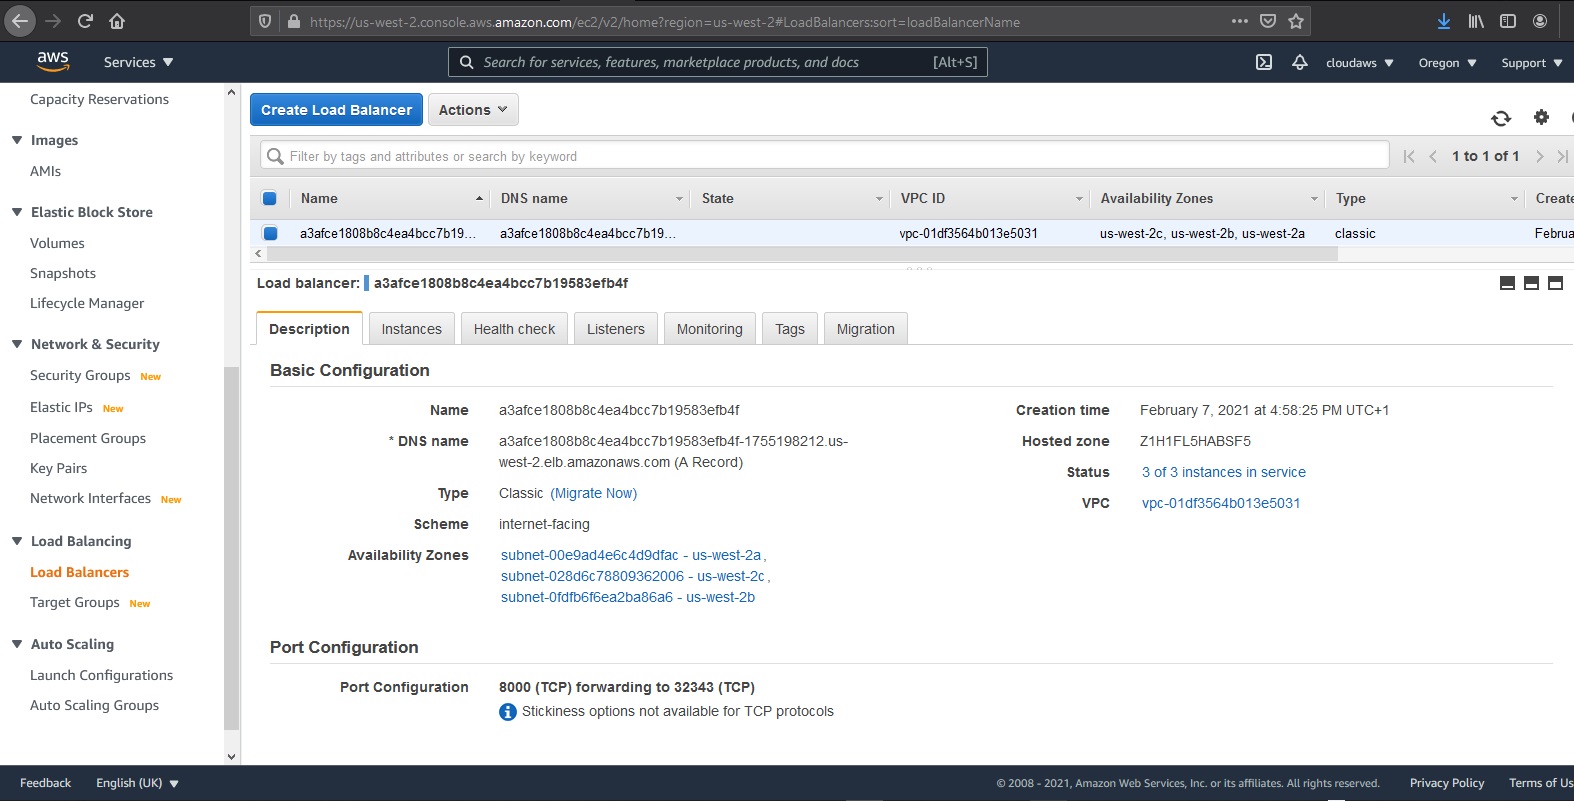 https://us-west-2.console.aws.amazon.com/ec2/v2/home?region=us-west-2#LoadBalancers:sort=loadBalancerName
aws Services Search for services, features, marketplace products, and docs [Alt+S] cloudaws Oregon Support
Capacity Reservations
Images
AMIs
Elastic Block Store
Volumes
Snapshots
Lifecycle Manager
Network & Security
Security Groups New
Elastic IPs New
Placement Groups
Key Pairs
Network Interfaces New
Load Balancing
Load Balancers
Target Groups New
Auto Scaling
Launch Configurations
Auto Scaling Groups
Create Load Balancer Actions
Filter by tags and attributes or search by keyword 1 to 1 of 1
Name DNS name State VPC ID Availability Zones Type Create
a3afce1808b8c4ea4bcc7b19... a3afce1808b8c4ea4bcc7b19... vpc-01df3564b013e5031 us-west-2c, us-west-2b, us-west-2a classic Februa
Load balancer: a3afce1808b8c4ea4bcc7b19583efb4f
Description Instances Health check Listeners Monitoring Tags Migration
Basic Configuration
Name a3afce1808b8c4ea4bcc7b19583efb4f
* DNS name a3afce1808b8c4ea4bcc7b19583efb4f-1755198212.us-
west-2.elb.amazonaws.com (A Record)
Type Classic (Migrate Now)
Scheme internet-facing
Availability Zones subnet-00e9ad4e6c4d9dfac - us-west-2a,
subnet-028d6c78809362006 - us-west-2c,
subnet-0fdfb6f6ea2ba86a6 - us-west-2b
Creation time February 7, 2021 at 4:58:25 PM UTC+1
Hosted zone Z1H1FL5HABSF5
Status 3 of 3 instances in service
VPC vpc-01df3564b013e5031
Port Configuration
Port Configuration 8000 (TCP) forwarding to 32343 (TCP)
Stickiness options not available for TCP protocols
Feedback English (UK) © 2008 - 2021, Amazon Web Services, Inc. or its affiliates. All rights reserved. Privacy Policy Terms of Us